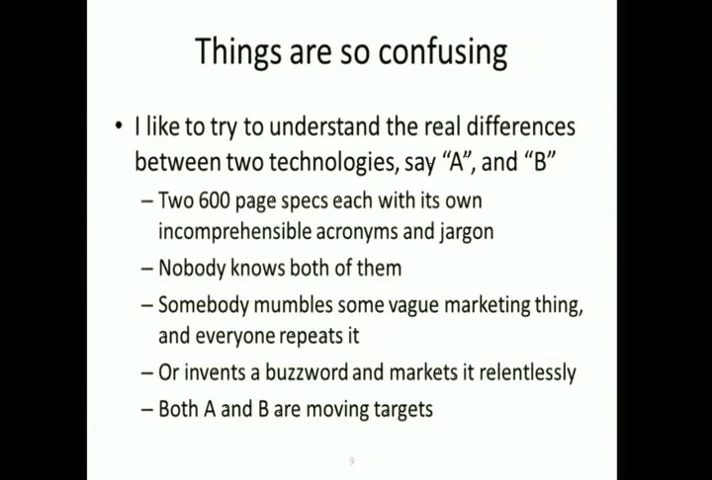 Things are so confusing
• I like to try to understand the real differences
between two technologies, say “A”, and “B”
– Two 600 page specs each with its own
incomprehensible acronyms and jargon
– Nobody knows both of them
– Somebody mumbles some vague marketing thing,
and everyone repeats it
– Or invents a buzzword and markets it relentlessly
– Both A and B are moving targets
9